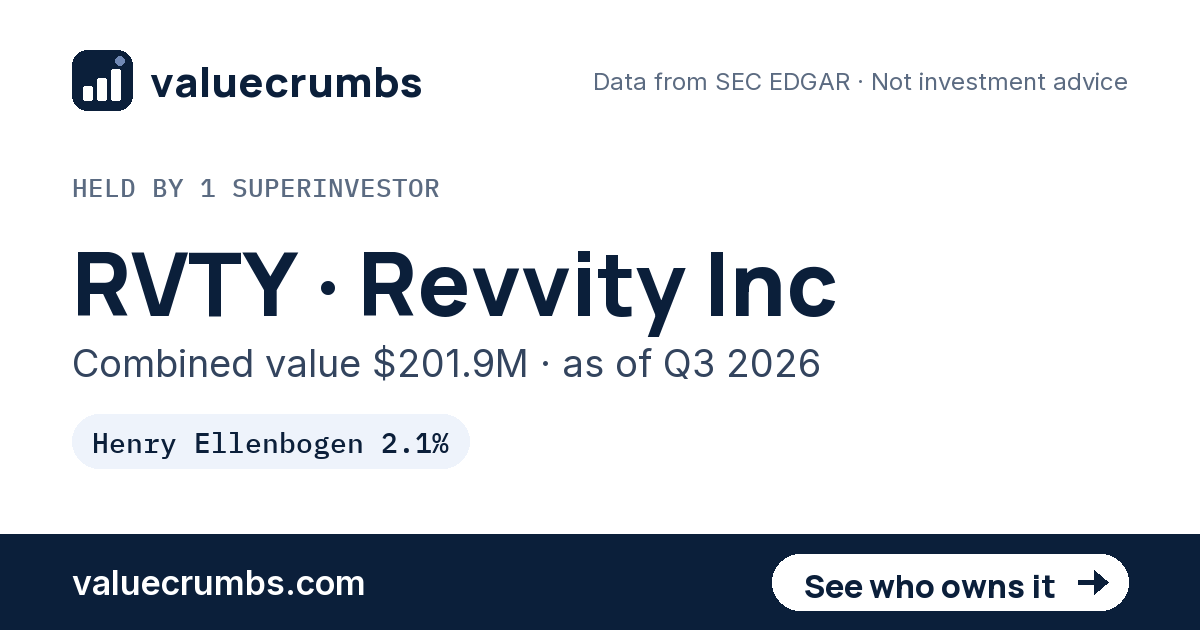 valuecrumbs
Data from SEC EDGAR · Not investment advice
HELD BY 1 SUPERINVESTOR
RVTY · Revvity Inc
Combined value $201.9M · as of Q3 2026
Henry Ellenbogen 2.1%
valuecrumbs.com
See who owns it →